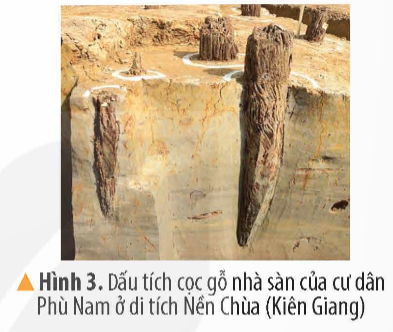 ▲ Hình 3. Dấu tích cọc gỗ nhà sàn của cư dân
Phù Nam ở di tích Nền Chùa (Kiên Giang)